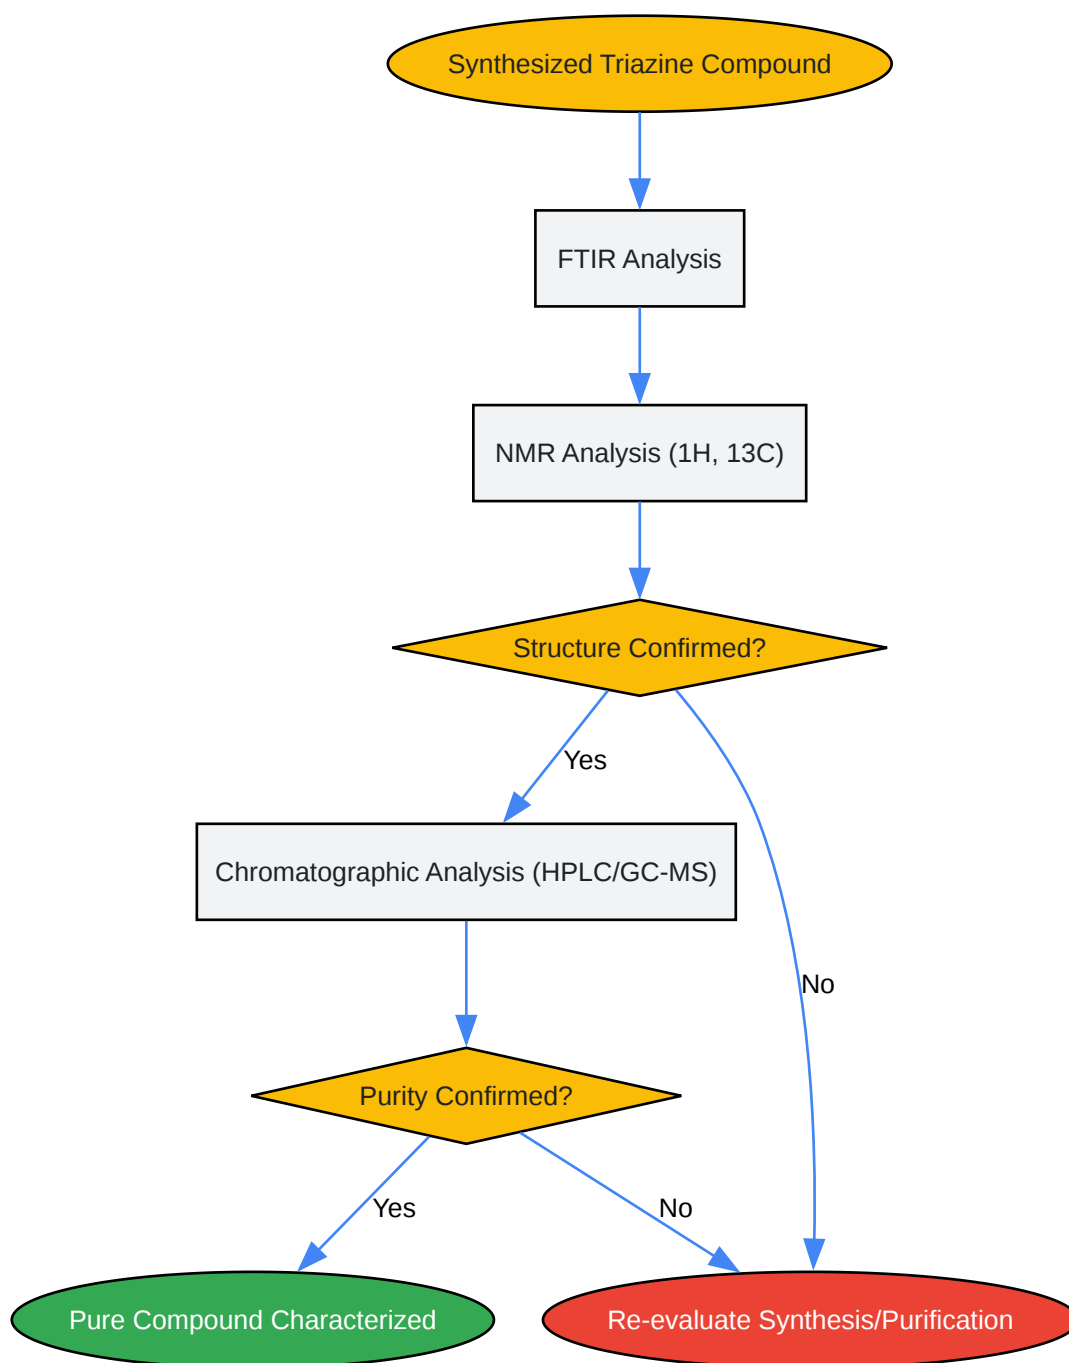 Synthesized Triazine Compound
FTIR Analysis
NMR Analysis (1H, 13C)
Structure Confirmed?
Yes
Chromatographic Analysis (HPLC/GC-MS)
No
Purity Confirmed?
Yes
No
Pure Compound Characterized
Re-evaluate Synthesis/Purification